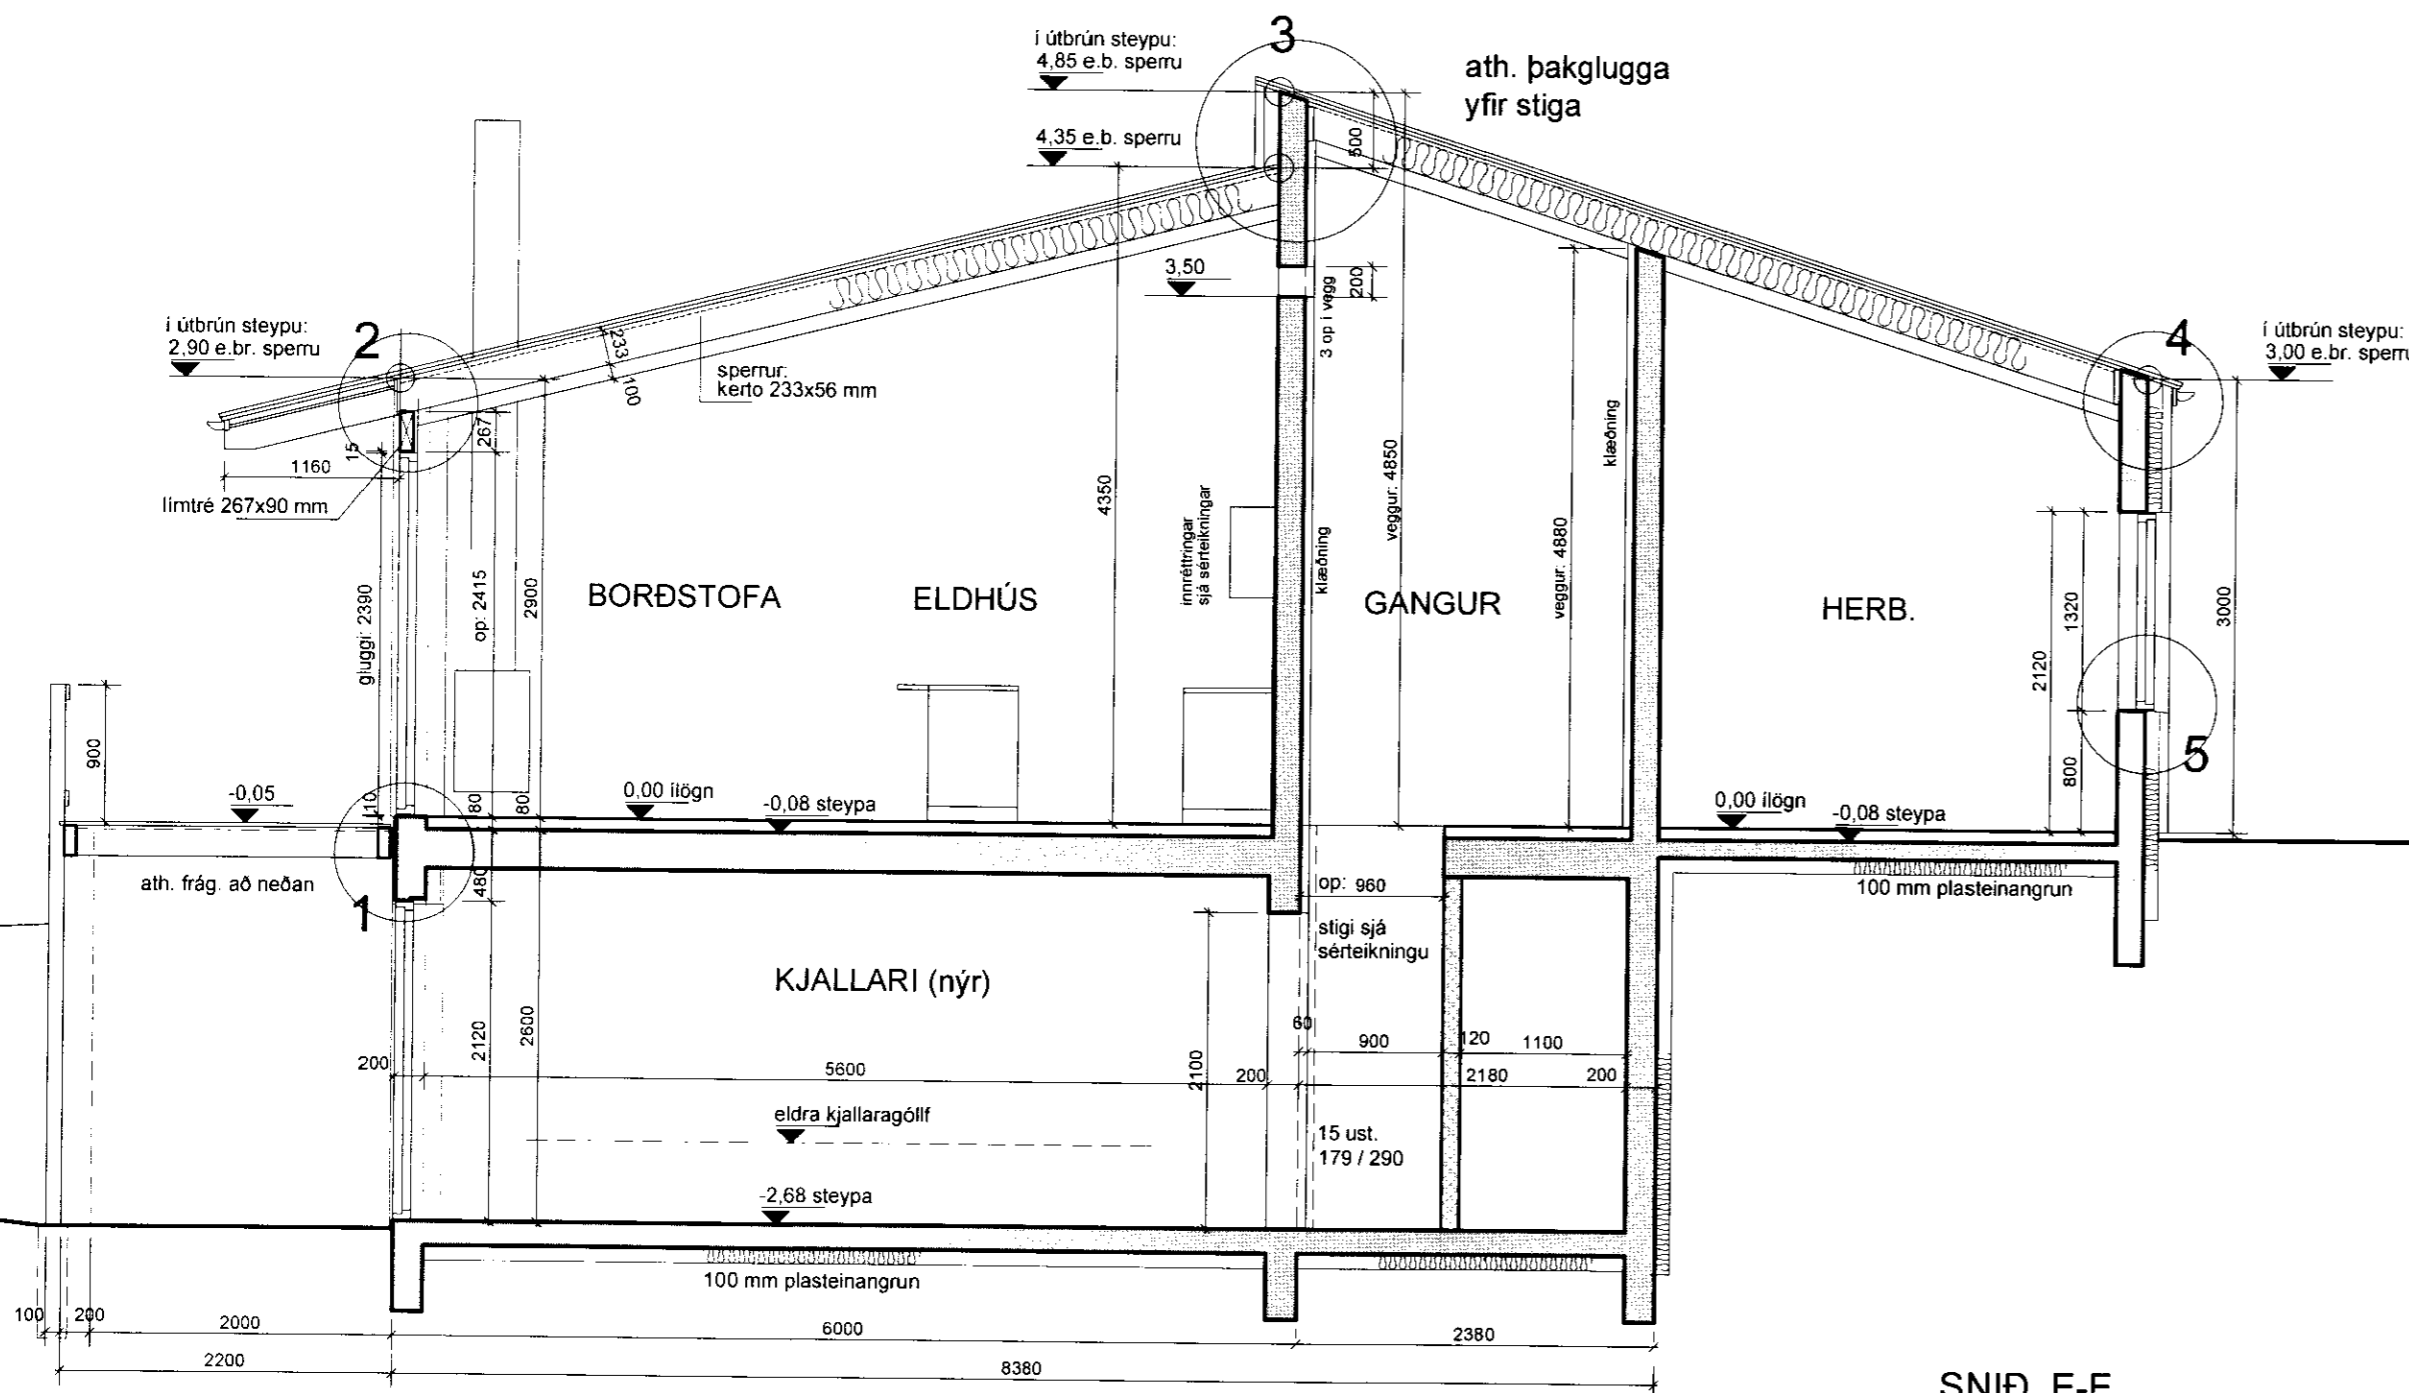 3
í útbrún steypu:
4,85 e.b. sperru
ath. þakglugga
yfir stiga
4,35 e.b. sperru
500
3,50
200
3 op í vegg
í útbrún steypu:
2,90 e.br. sperru
2
233
100
sperrur:
kerto 233x56 mm
4
í útbrún steypu:
3,00 e.br. sperru
267
15
1160
límtré 267x90 mm
4350
veggur: 4850
klæðning
veggur: 4880
innréttringar
sjá sérteikningar
klæðning
gluggi: 2390
op: 2415
2900
BORÐSTOFA
ELDHÚS
GANGUR
HERB.
1320
2120
3000
800
5
900
-0,05
10
80
80
0,00 ílögn
-0,08 steypa
0,00 ílögn
-0,08 steypa
ath. frág. að neðan
480
1
op: 960
100 mm plasteinangrun
stigi sjá
sérteikningu
KJALLARI (nýr)
2120
2600
2100
60
900
120
1100
200
5600
200
2180
200
eldra kjallaragólf
15 ust.
179 / 290
-2,68 steypa
100 mm plasteinangrun
100
200
2000
6000
2380
2200
8380
SNIÐ E-E